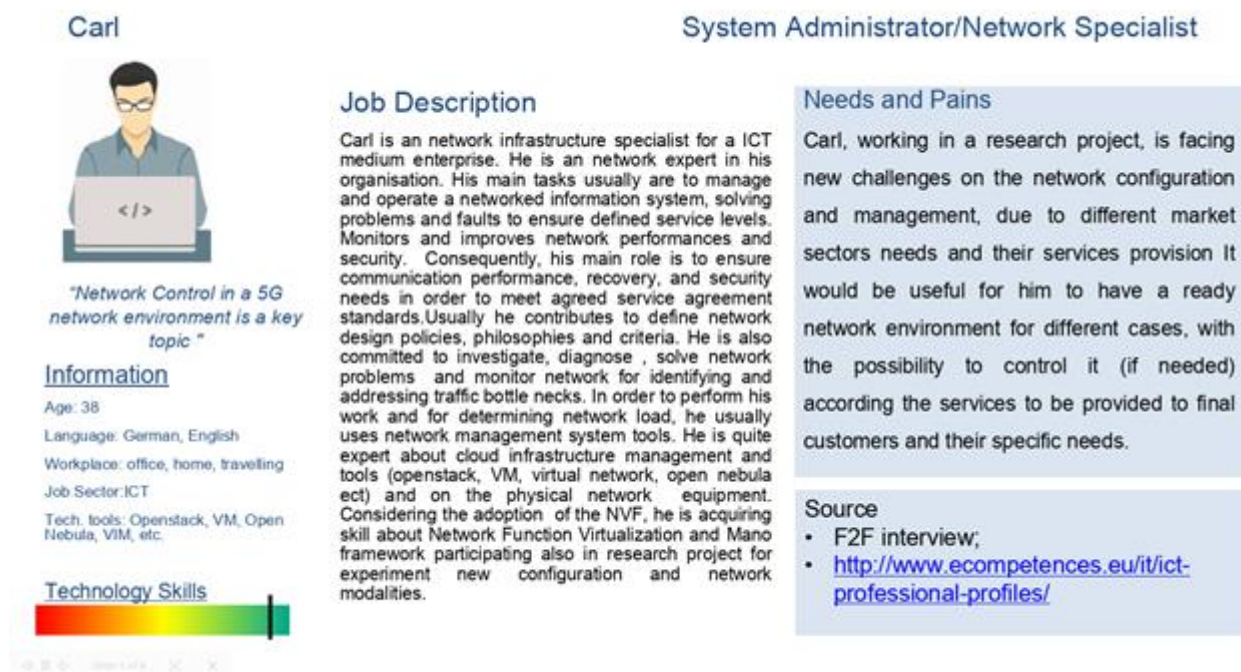 Carl
System Administrator/Network Specialist
</>
"Network Control in a 5G
network environment is a key
topic "
Information
Age: 38
Language: German, English
Workplace: office, home, travelling
Job Sector:ICT
Tech. tools: Openstack, VM, Open
Nebula, VIM, etc.
Technology Skills
Job Description
Carl is an network infrastructure specialist for a ICT
medium enterprise. He is an network expert in his
organisation. His main tasks usually are to manage
and operate a networked information system, solving
problems and faults to ensure defined service levels.
Monitors and improves network performances and
security. Consequently, his main role is to ensure
communication performance, recovery, and security
needs in order to meet agreed service agreement
standards.Usually he contributes to define network
design policies, philosophies and criteria. He is also
committed to investigate, diagnose , solve network
problems and monitor network for identifying and
addressing traffic bottle necks. In order to perform his
work and for determining network load, he usually
uses network management system tools. He is quite
expert about cloud infrastructure management and
tools (openstack, VM, virtual network, open nebula
ect) and on the physical network equipment.
Considering the adoption of the NVF, he is acquiring
skill about Network Function Virtualization and Mano
framework participating also in research project for
experiment new configuration and network
modalities.
Needs and Pains
Carl, working in a research project, is facing
new challenges on the network configuration
and management, due to different market
sectors needs and their services provision It
would be useful for him to have a ready
network environment for different cases, with
the possibility to control it (if needed)
according the services to be provided to final
customers and their specific needs.
Source
• F2F interview;
• http://www.ecompetences.eu/it/ict-
professional-profiles/